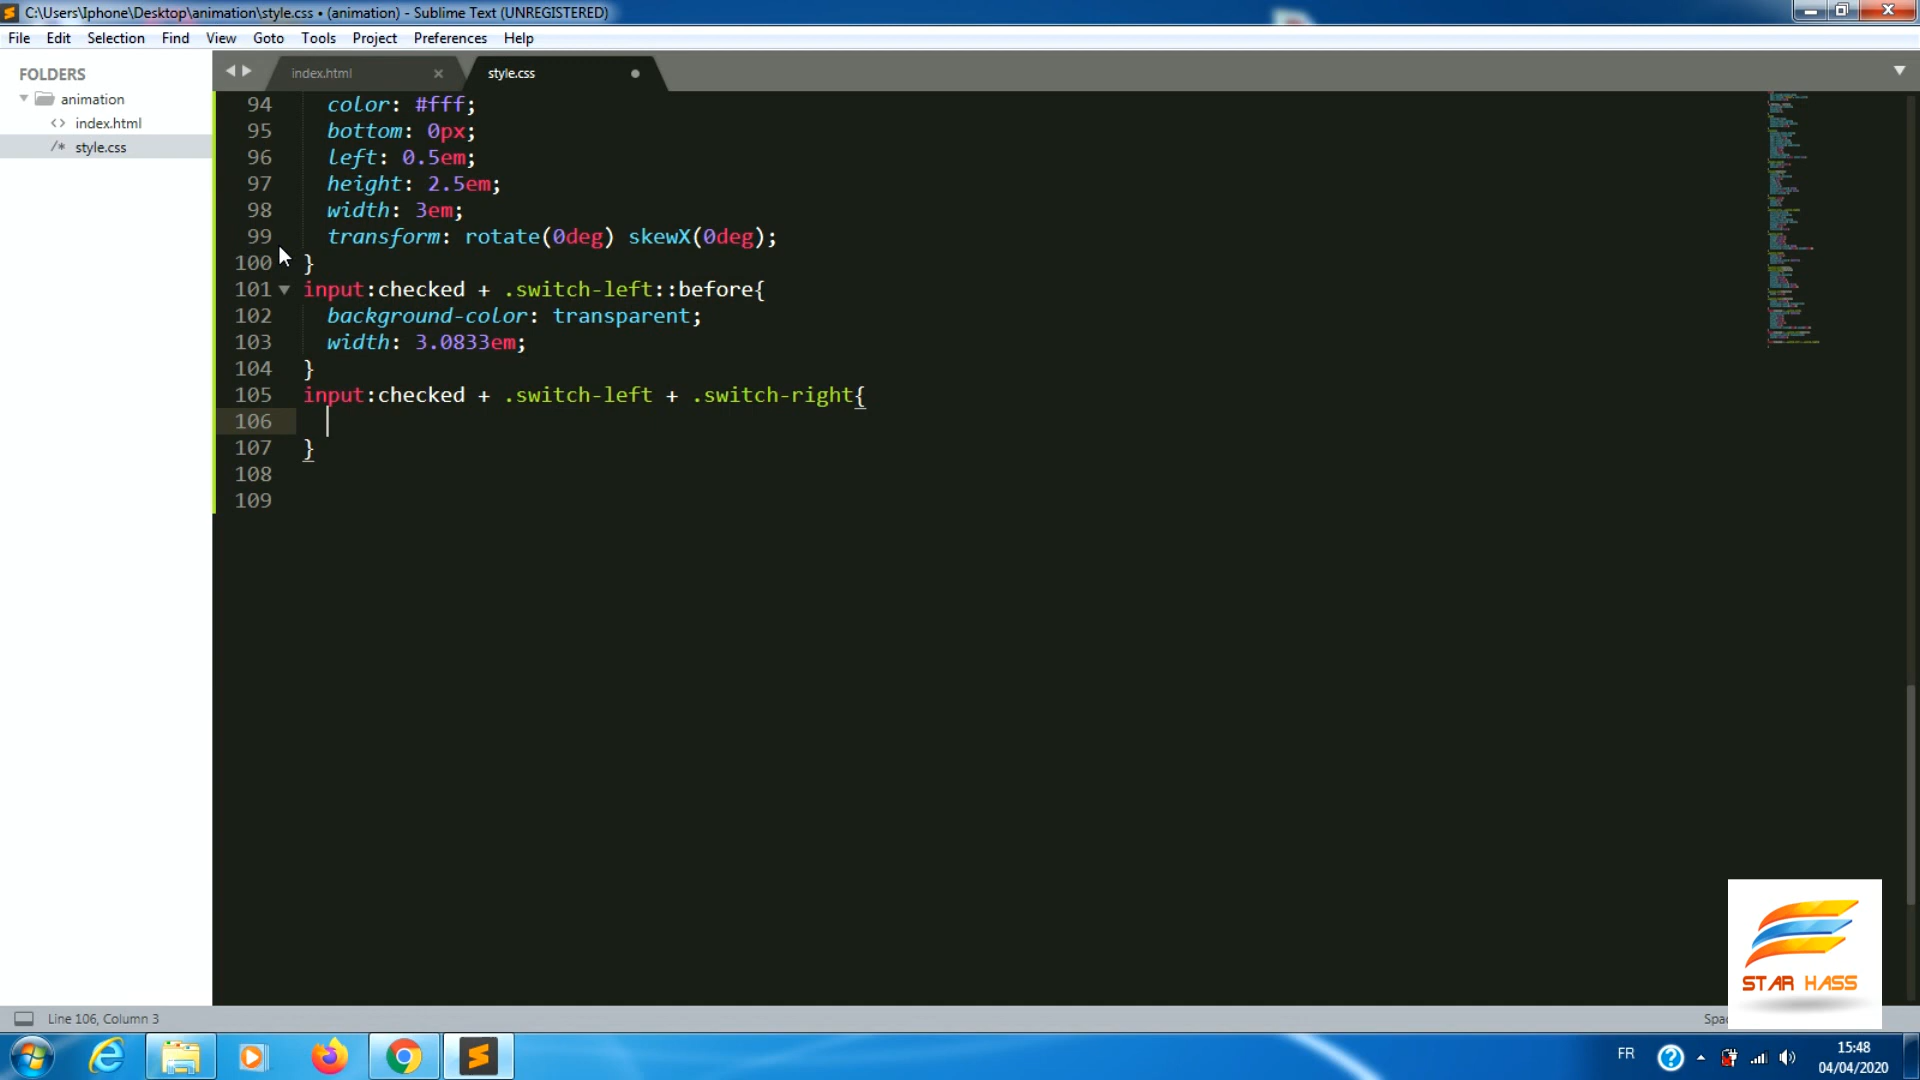 C:\Users\Iphone\Desktop\animation\style.css • (animation) - Sublime Text (UNREGISTERED)
File Edit Selection Find View Goto Tools Project Preferences Help
FOLDERS
animation
<> index.html
/* style.css
index.html × style.css
94 color: #fff;
95 bottom: 0px;
96 left: 0.5em;
97 height: 2.5em;
98 width: 3em;
99 transform: rotate(0deg) skewX(0deg);
100 }
101 input:checked + .switch-left::before{
102 background-color: transparent;
103 width: 3.0833em;
104 }
105 input:checked + .switch-left + .switch-right{
106
107 }
108
109
STAR HASS
Line 106, Column 3
FR
15:48
04/04/2020